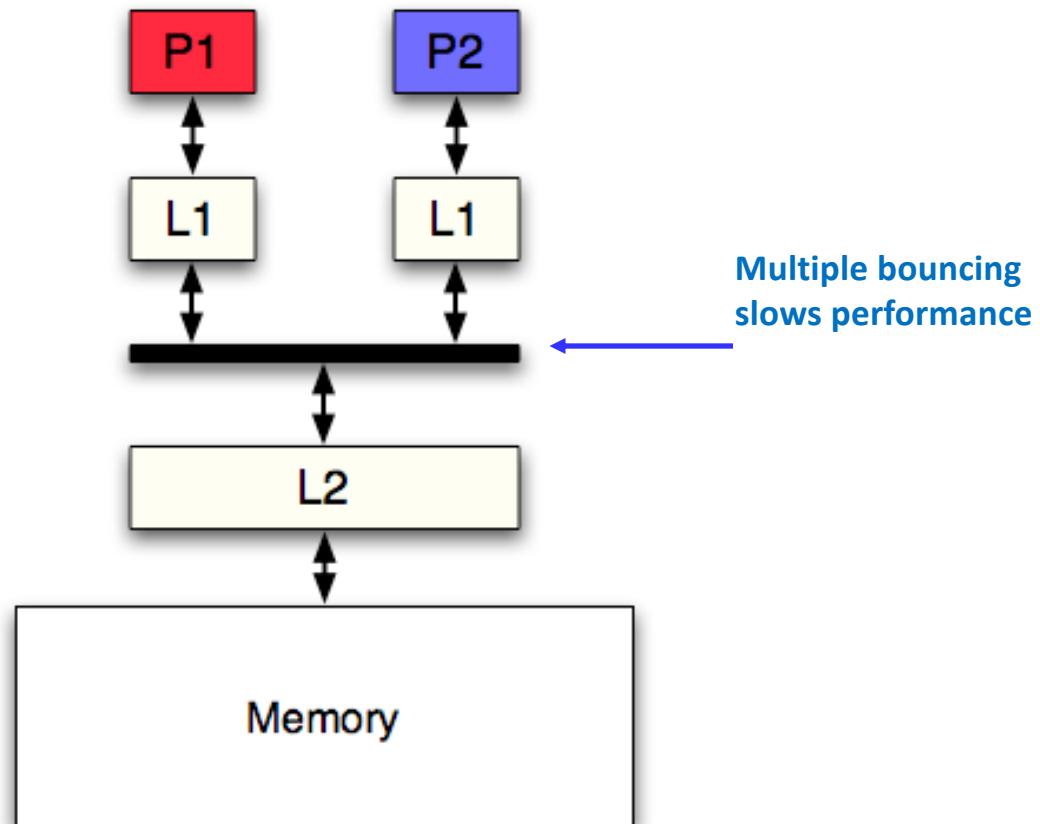 P1
P2
L1
L1
Multiple bouncing
slows performance
L2
Memory